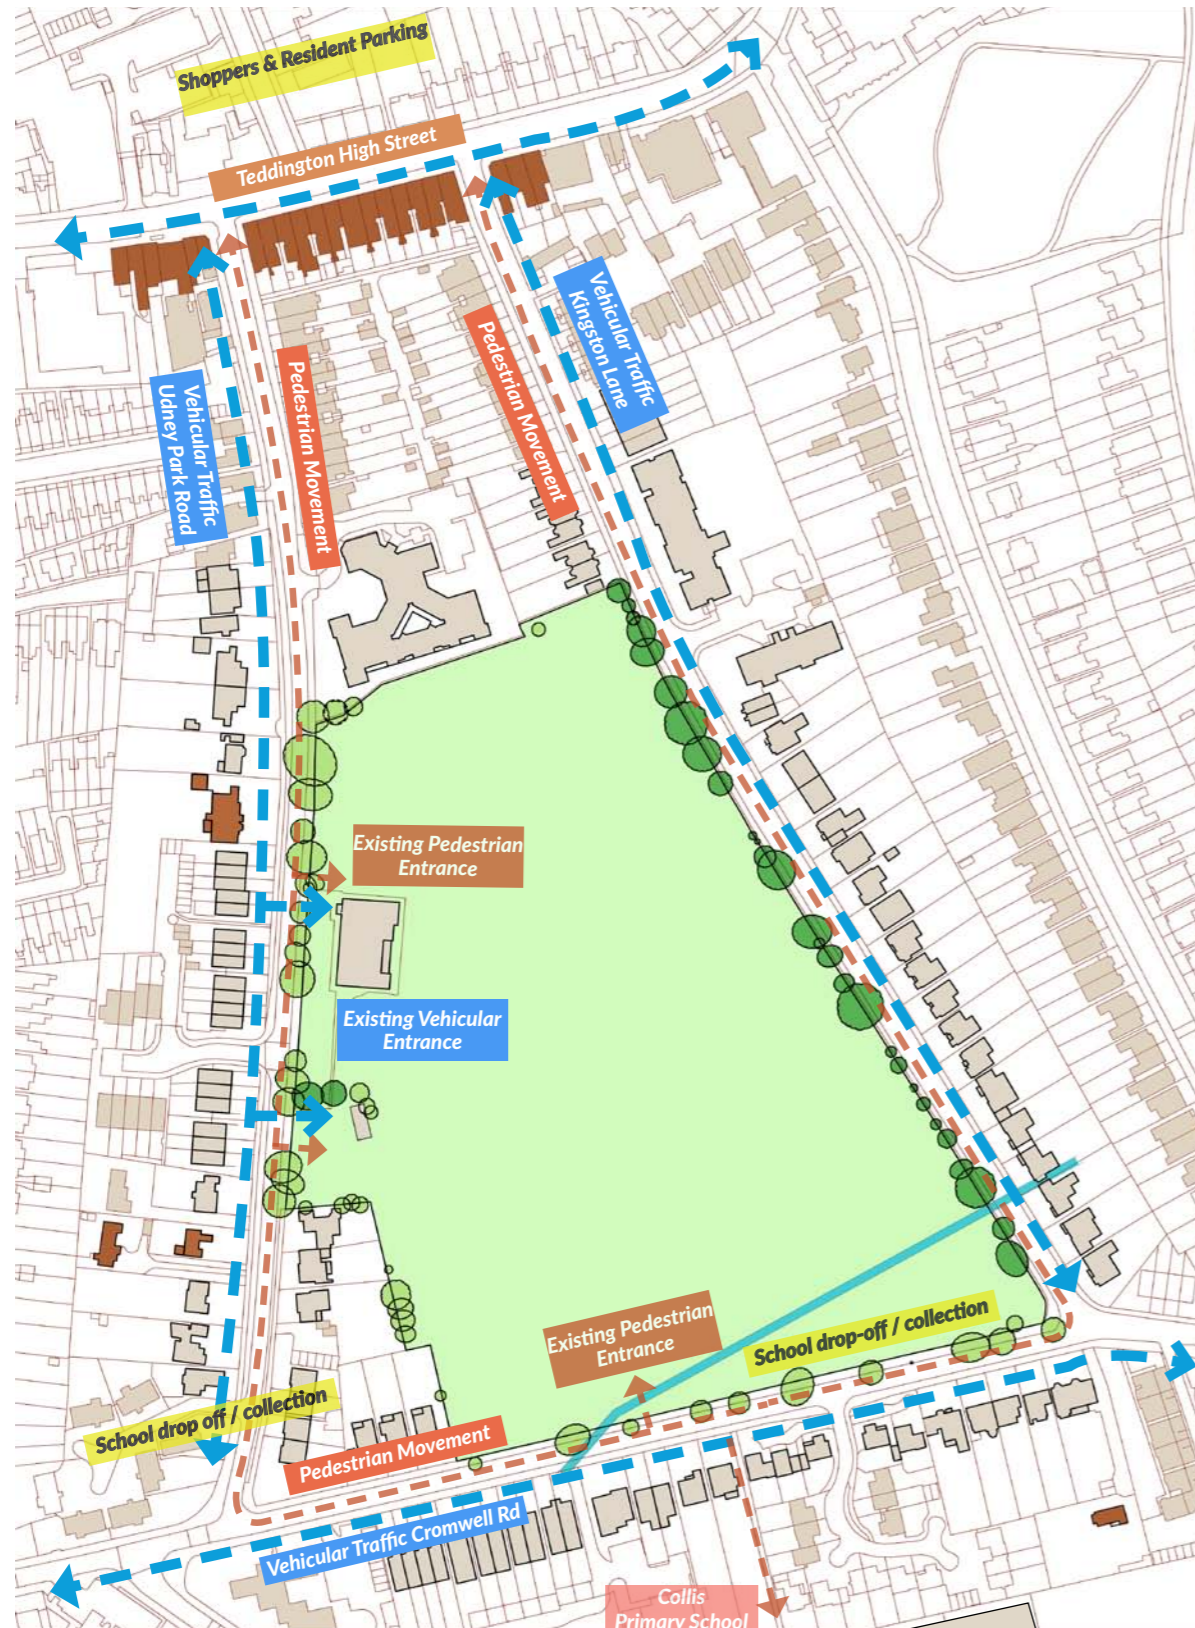 Shoppers & Resident Parking
Teddington High Street
Vehicular Traffic
Kingston Lane
Pedestrian Movement
Pedestrian Movement
Vehicular Traffic
Udney Park Road
Existing Pedestrian
Entrance
Existing Vehicular
Entrance
Existing Pedestrian
Entrance
School drop-off / collection
School drop off / collection
Pedestrian Movement
Vehicular Traffic Cromwell Rd
Collis
Primary School